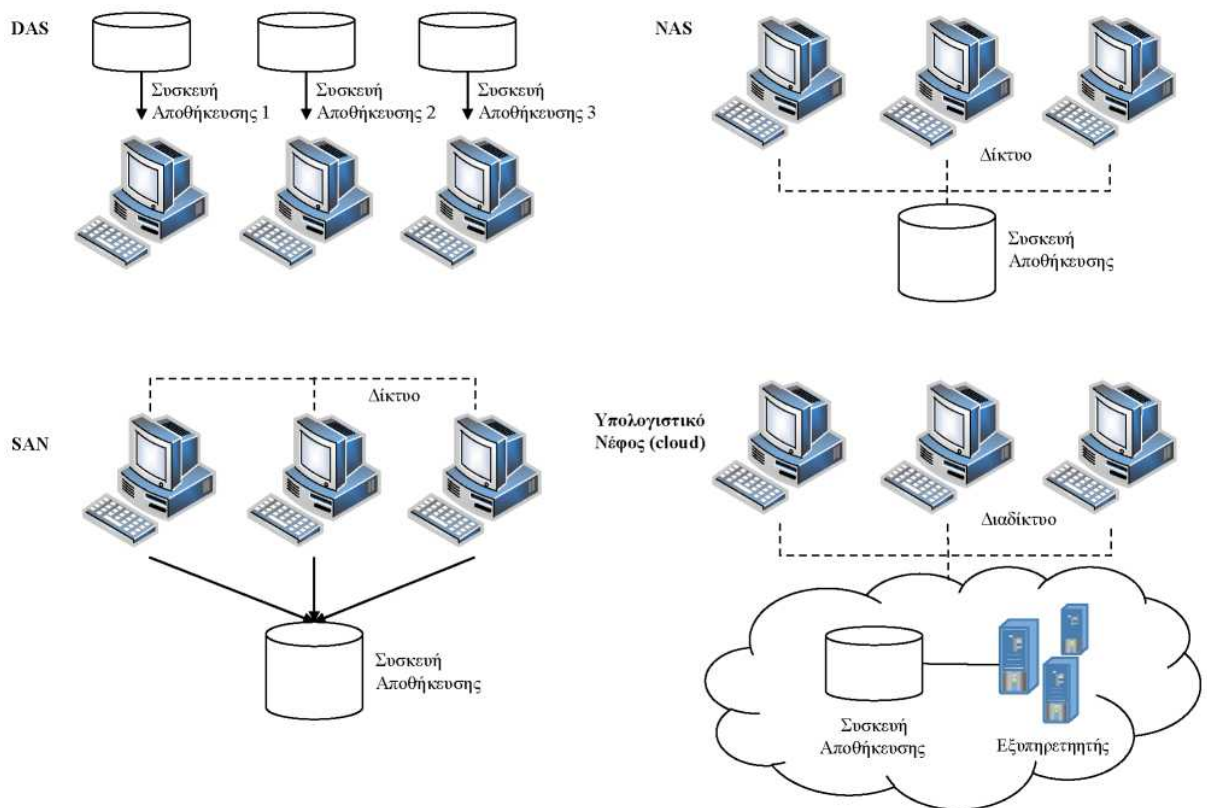 DAS
Συσκευή
Αποθήκευσης 1
Συσκευή
Αποθήκευσης 2
Συσκευή
Αποθήκευσης 3
NAS
Δίκτυο
Συσκευή
Αποθήκευσης
SAN
Δίκτυο
Συσκευή
Αποθήκευσης
Υπολογιστικό
Νέφος (cloud)
Διαδίκτυο
Συσκευή
Αποθήκευσης
Εξυπρετηητής